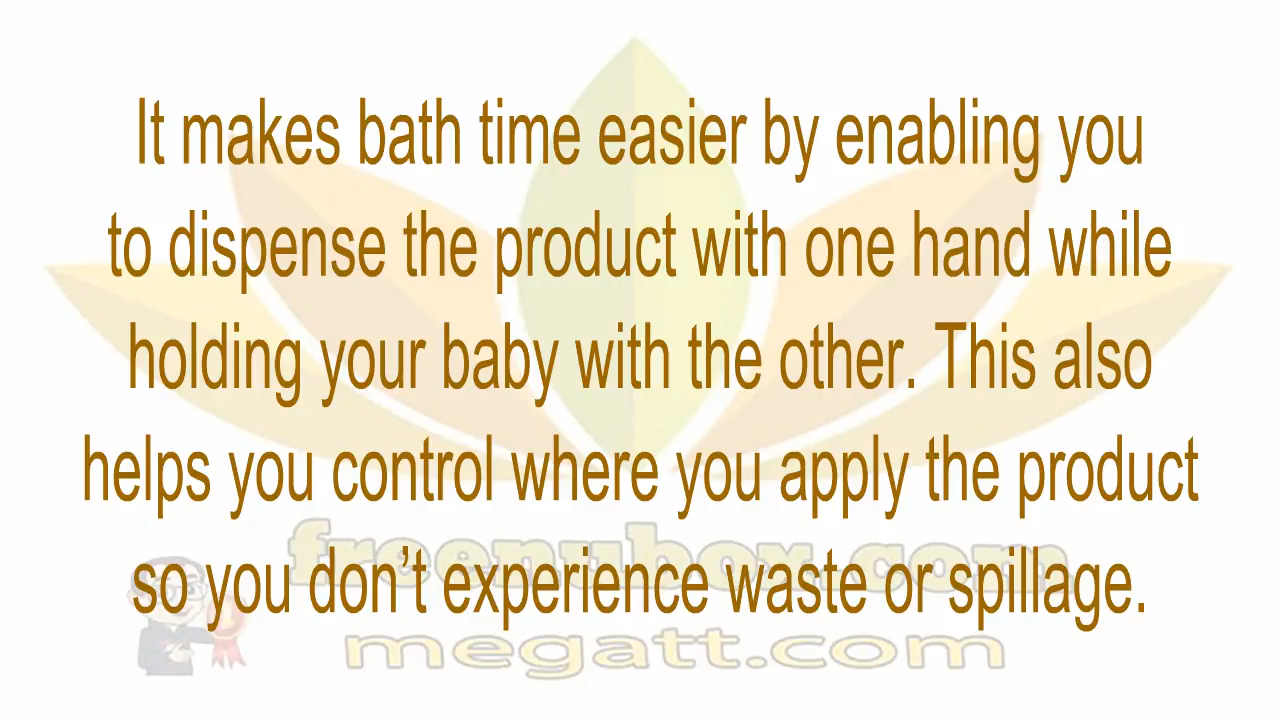 It makes bath time easier by enabling you
to dispense the product with one hand while
holding your baby with the other. This also
helps you control where you apply the product
so you don’t experience waste or spillage.
freenubox.com
megatt.com